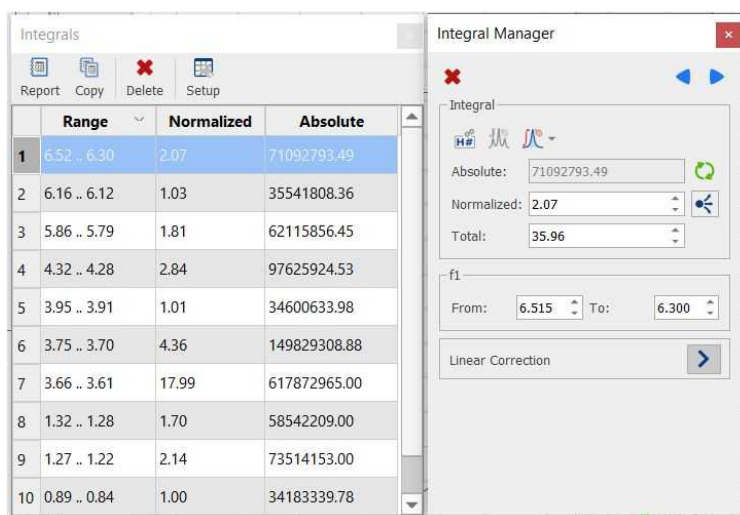 Integrals
Report Copy Delete Setup
Range Normalized Absolute
1 6.52 .. 6.30 2.07 71092793.49
2 6.16 .. 6.12 1.03 35541808.36
3 5.86 .. 5.79 1.81 62115856.45
4 4.32 .. 4.28 2.84 97625924.53
5 3.95 .. 3.91 1.01 34600633.98
6 3.75 .. 3.70 4.36 149829308.88
7 3.66 .. 3.61 17.99 617872965.00
8 1.32 .. 1.28 1.70 58542209.00
9 1.27 .. 1.22 2.14 73514153.00
10 0.89 .. 0.84 1.00 34183339.78
Integral Manager
Integral
H#
Absolute: 71092793.49
Normalized: 2.07
Total: 35.96
f1
From: 6.515 To: 6.300
Linear Correction